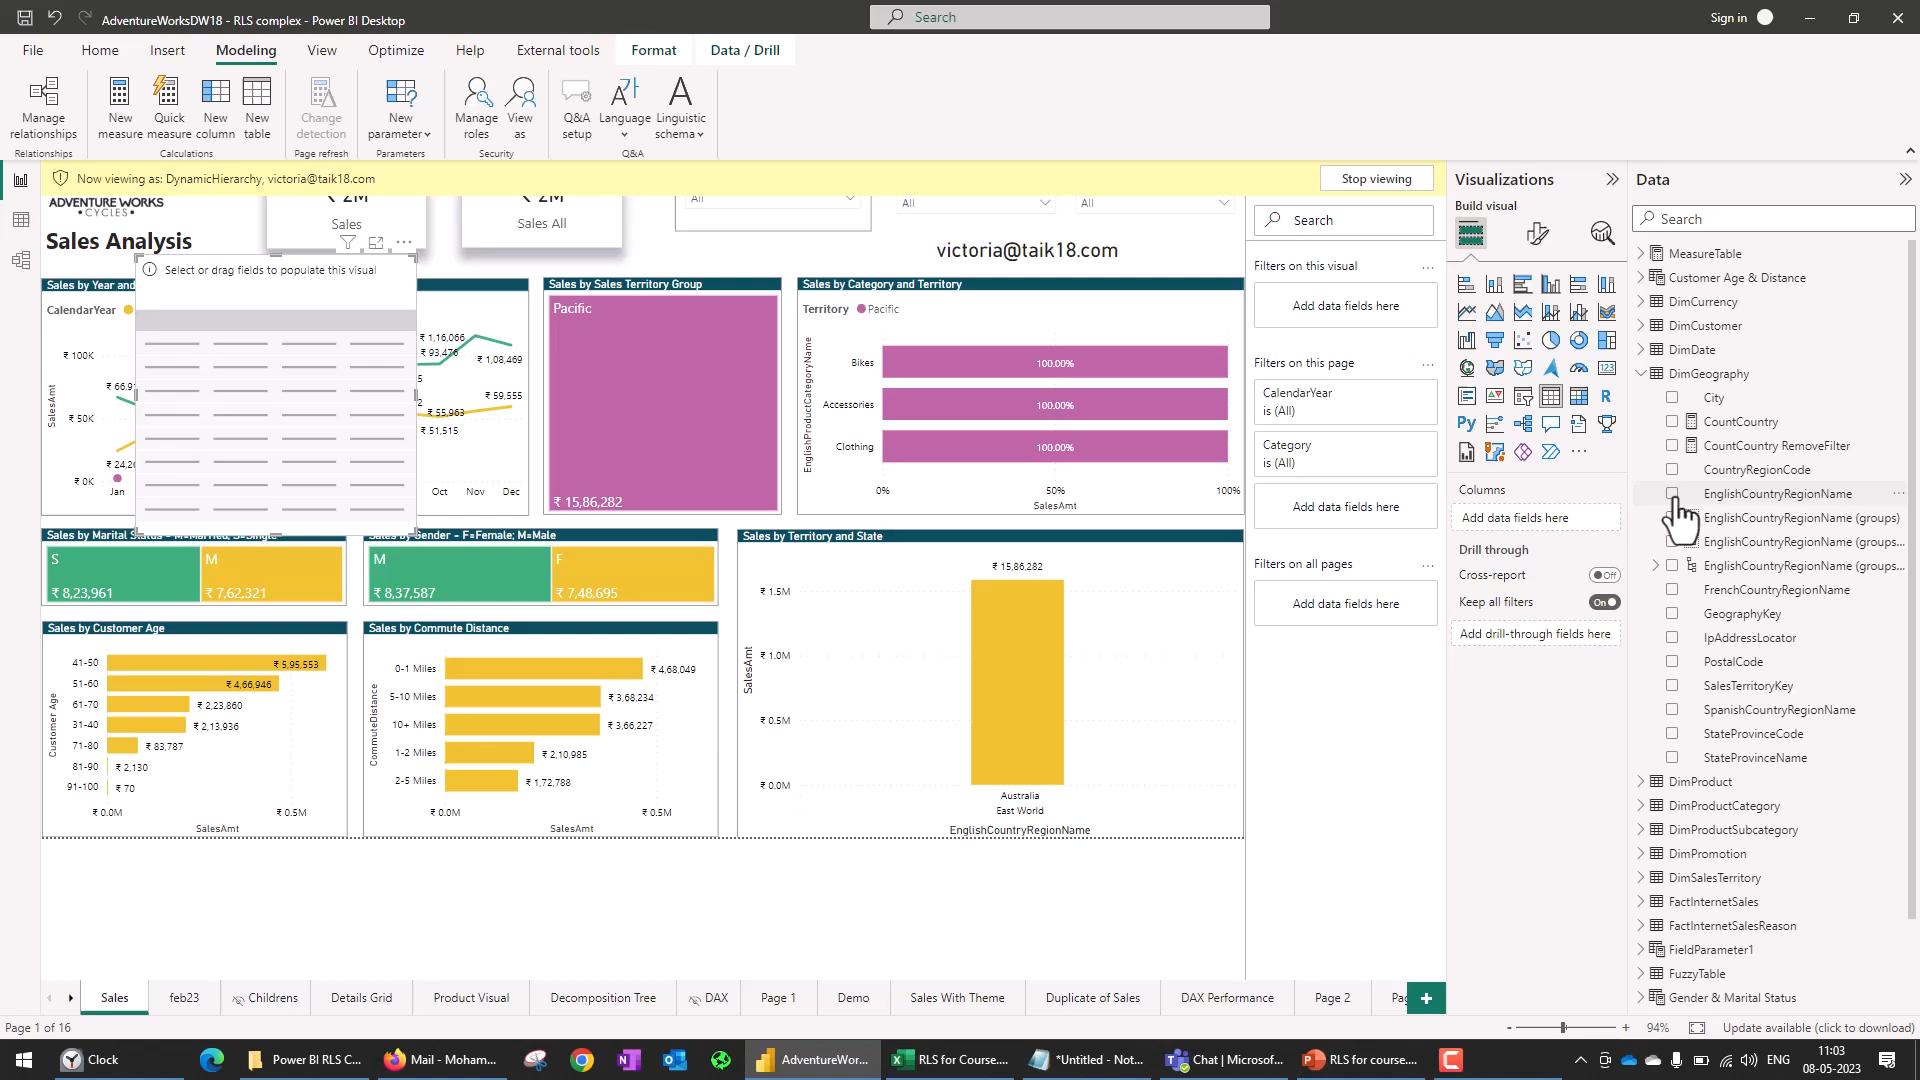 AdventureWorksDW18 - RLS complex - Power BI Desktop
Search
Sign in
File
Home
Insert
Modeling
View
Optimize
Help
External tools
Format
Data / Drill
Manage relationships
New measure
Quick measure
New column
New table
Change detection
New parameter
Manage roles
View as
Q&A setup
Language
Linguistic schema
Relationships
Calculations
Page refresh
Parameters
Security
Q&A
Now viewing as: DynamicHierarchy, victoria@taik18.com
Stop viewing
ADVENTURE WORKS
CYCLES
Sales Analysis
₹ 2M
Sales
₹ 2M
Sales All
All
All
All
victoria@taik18.com
Select or drag fields to populate this visual
Sales by Year and
CalendarYear
₹ 100K
₹ 50K
₹ 0K
SalesAmt
₹ 66,9
₹ 24,2
Jan
₹ 1,16,066
₹ 93,476
₹ 1,08,469
₹ 59,555
₹ 55,963
₹ 51,515
Oct
Nov
Dec
Sales by Sales Territory Group
Pacific
₹ 15,86,282
Sales by Category and Territory
Territory
Pacific
EnglishProductCategoryName
Bikes
100.00%
Accessories
100.00%
Clothing
100.00%
0%
50%
100%
SalesAmt
Sales by Marital Status - M=Married, S=Single
S
₹ 8,23,961
M
₹ 7,62,321
Sales by Gender - F=Female; M=Male
M
₹ 8,37,587
F
₹ 7,48,695
Sales by Customer Age
Customer Age
41-50
₹ 5,95,553
51-60
₹ 4,66,946
61-70
₹ 2,23,860
31-40
₹ 2,13,936
71-80
₹ 83,787
81-90
₹ 2,130
91-100
₹ 70
₹ 0.0M
₹ 0.5M
SalesAmt
Sales by Commute Distance
CommuteDistance
0-1 Miles
₹ 4,68,049
5-10 Miles
₹ 3,68,234
10+ Miles
₹ 3,66,227
1-2 Miles
₹ 2,10,985
2-5 Miles
₹ 1,72,788
₹ 0.0M
₹ 0.5M
SalesAmt
Sales by Territory and State
₹ 15,86,282
SalesAmt
₹ 1.5M
₹ 1.0M
₹ 0.5M
₹ 0.0M
Australia
East World
EnglishCountryRegionName
Search
Filters on this visual
Add data fields here
Filters on this page
CalendarYear
is (All)
Category
is (All)
Add data fields here
Filters on all pages
Add data fields here
Visualizations
Build visual
Columns
Add data fields here
Drill through
Cross-report
Off
Keep all filters
On
Add drill-through fields here
Data
Search
MeasureTable
Customer Age & Distance
DimCurrency
DimCustomer
DimDate
DimGeography
City
CountCountry
CountCountry RemoveFilter
CountryRegionCode
EnglishCountryRegionName
EnglishCountryRegionName (groups)
EnglishCountryRegionName (groups...
EnglishCountryRegionName (groups...
FrenchCountryRegionName
GeographyKey
IpAddressLocator
PostalCode
SalesTerritoryKey
SpanishCountryRegionName
StateProvinceCode
StateProvinceName
DimProduct
DimProductCategory
DimProductSubcategory
DimPromotion
DimSalesTerritory
FactInternetSales
FactInternetSalesReason
FieldParameter1
FuzzyTable
Gender & Marital Status
Sales
feb23
Childrens
Details Grid
Product Visual
Decomposition Tree
DAX
Page 1
Demo
Sales With Theme
Duplicate of Sales
DAX Performance
Page 2
Page 1 of 16
94%
Update available (click to download)
Clock
Power BI RLS C...
Mail - Moham...
AdventureWor...
RLS for Course....
*Untitled - Not...
Chat | Microsof...
RLS for course....
ENG
11:03
08-05-2023